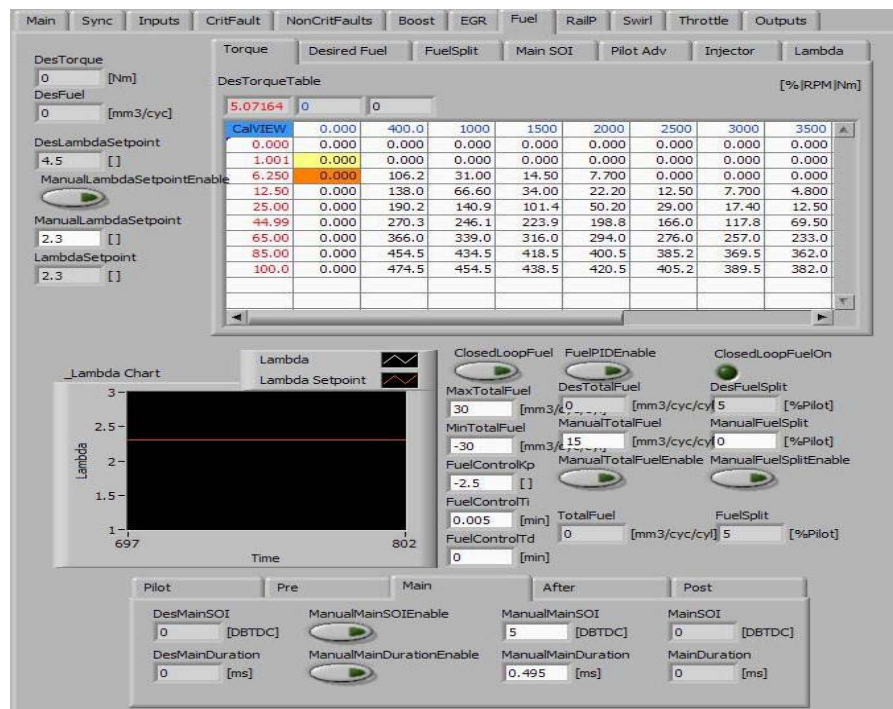 Main Sync Inputs CritFault NonCritFaults Boost EGR Fuel RailP Swirl Throttle Outputs
Torque Desired Fuel FuelSplit Main SOI Pilot Adv Injector Lambda
DesTorque
0 [Nm]
DesFuel
0 [mm3/cyc]
DesLambdaSetpoint
4.5 []
ManualLambdaSetpointEnable
ManualLambdaSetpoint
2.3 []
LambdaSetpoint
2.3 []
DesTorqueTable [%|RPM|Nm]
5.07164 0 0
CalVIEW 0.000 400.0 1000 1500 2000 2500 3000 3500
0.000 0.000 0.000 0.000 0.000 0.000 0.000 0.000 0.000
1.001 0.000 0.000 0.000 0.000 0.000 0.000 0.000 0.000
6.250 0.000 106.2 31.00 14.50 7.700 0.000 0.000 0.000
12.50 0.000 138.0 66.60 34.00 22.20 12.50 7.700 4.800
25.00 0.000 190.2 140.9 101.4 50.20 29.00 17.40 12.50
44.99 0.000 270.3 246.1 223.9 198.8 166.0 117.8 69.50
65.00 0.000 366.0 339.0 316.0 294.0 276.0 257.0 233.0
85.00 0.000 454.5 434.5 418.5 400.5 385.2 369.5 362.0
100.0 0.000 474.5 454.5 438.5 420.5 405.2 389.5 382.0
_Lambda Chart
Lambda
Lambda Setpoint
3
2.5
2
1.5
1
Lambda
697 802
Time
ClosedLoopFuel FuelPIDEnable ClosedLoopFuelOn
MaxTotalFuel DesTotalFuel DesFuelSplit
30 [mm3/cyc/cyl] 0 [mm3/cyc/cyl] 5 [%Pilot]
MinTotalFuel ManualTotalFuel ManualFuelSplit
-30 [mm3/cyc/cyl] 15 [mm3/cyc/cyl] 0 [%Pilot]
FuelControlKp ManualTotalFuelEnable ManualFuelSplitEnable
-2.5 []
FuelControlTi
0.005 [min]
TotalFuel FuelSplit
0 [mm3/cyc/cyl] 5 [%Pilot]
FuelControlTd
0 [min]
Pilot Pre Main After Post
DesMainSOI ManualMainSOIEnable ManualMainSOI MainSOI
0 [DBTDC] 5 [DBTDC] 0 [DBTDC]
DesMainDuration ManualMainDurationEnable ManualMainDuration MainDuration
0 [ms] 0.495 [ms] 0 [ms]